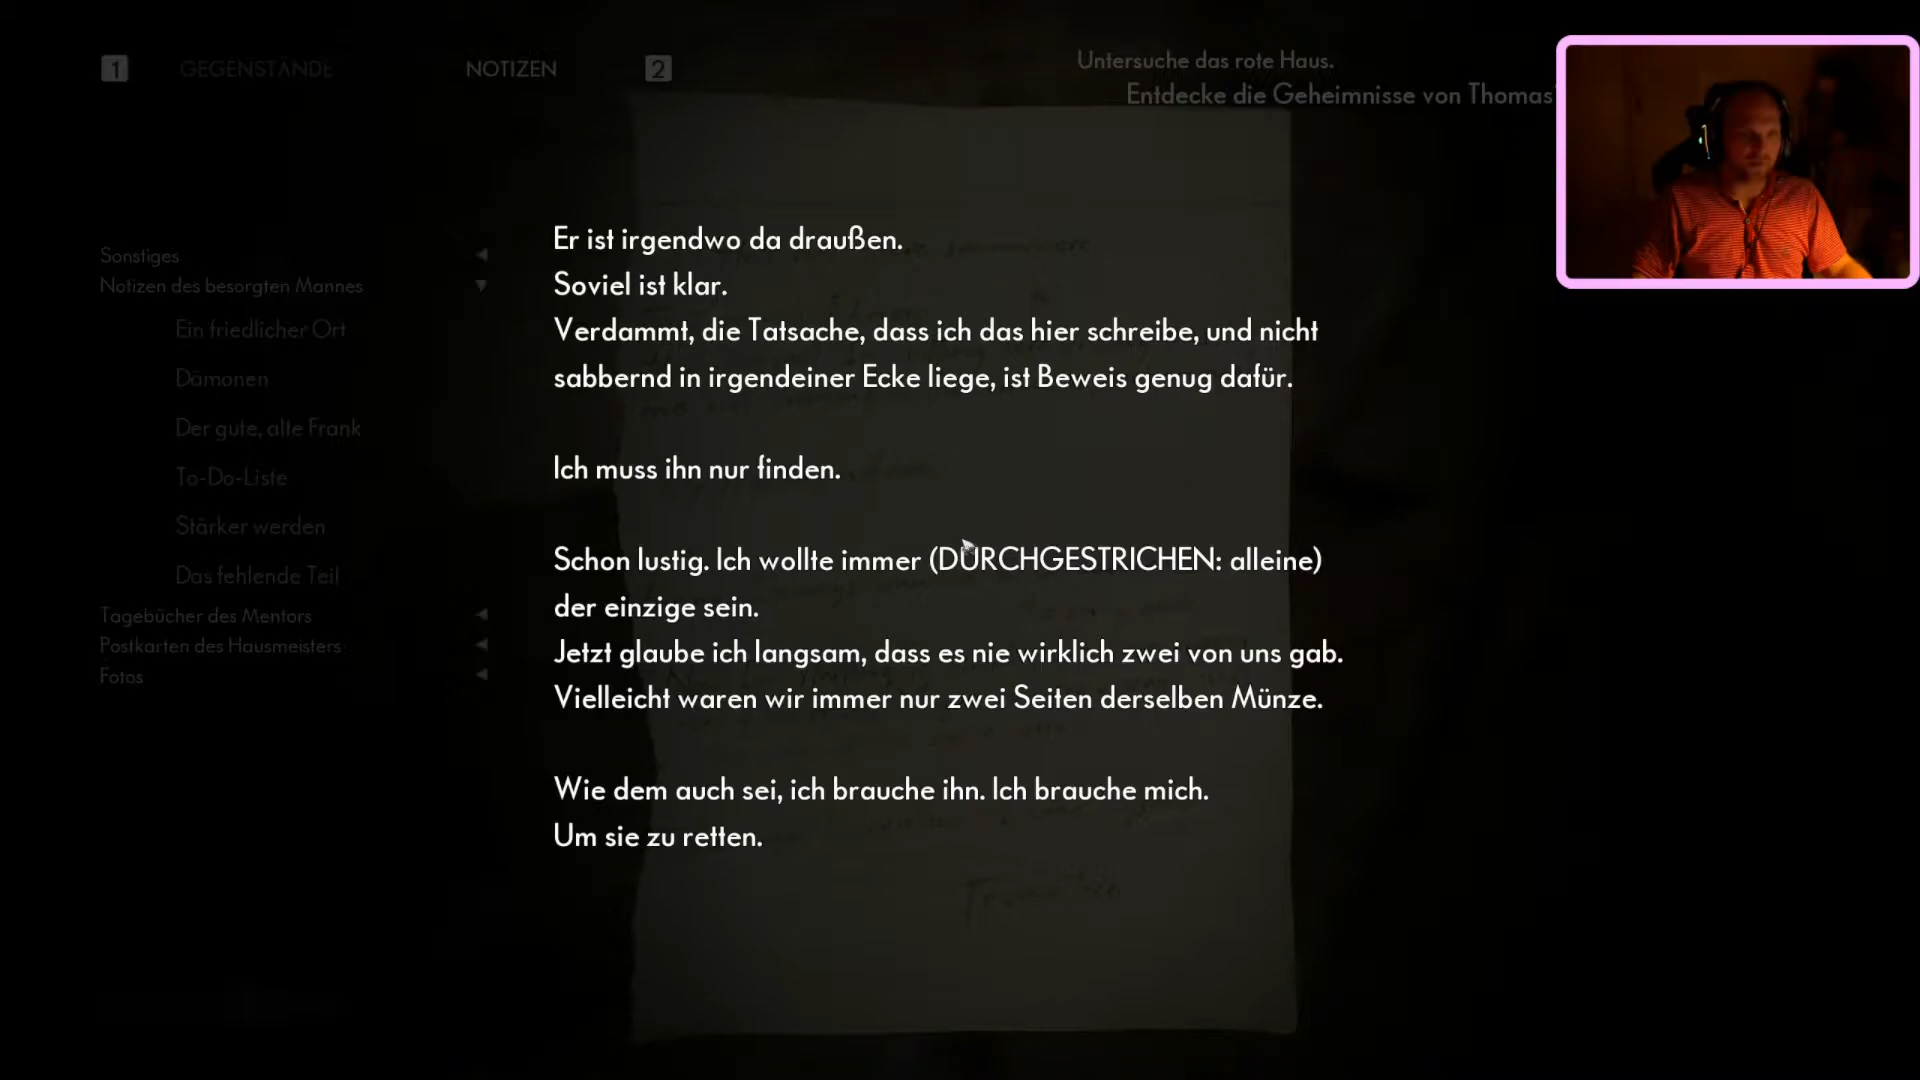 1 GEGENSTÄNDE NOTIZEN 2
Untersuche das rote Haus.
Entdecke die Geheimnisse von Thomas'
Sonstiges
Notizen des besorgten Mannes
Ein friedlicher Ort
Dämonen
Der gute, alte Frank
To-Do-Liste
Stärker werden
Das fehlende Teil
Tagebücher des Mentors
Postkarten des Hausmeisters
Fotos
Er ist irgendwo da draußen.
Soviel ist klar.
Verdammt, die Tatsache, dass ich das hier schreibe, und nicht
sabbernd in irgendeiner Ecke liege, ist Beweis genug dafür.
Ich muss ihn nur finden.
Schon lustig. Ich wollte immer (DURCHGESTRICHEN: alleine)
der einzige sein.
Jetzt glaube ich langsam, dass es nie wirklich zwei von uns gab.
Vielleicht waren wir immer nur zwei Seiten derselben Münze.
Wie dem auch sei, ich brauche ihn. Ich brauche mich.
Um sie zu retten.